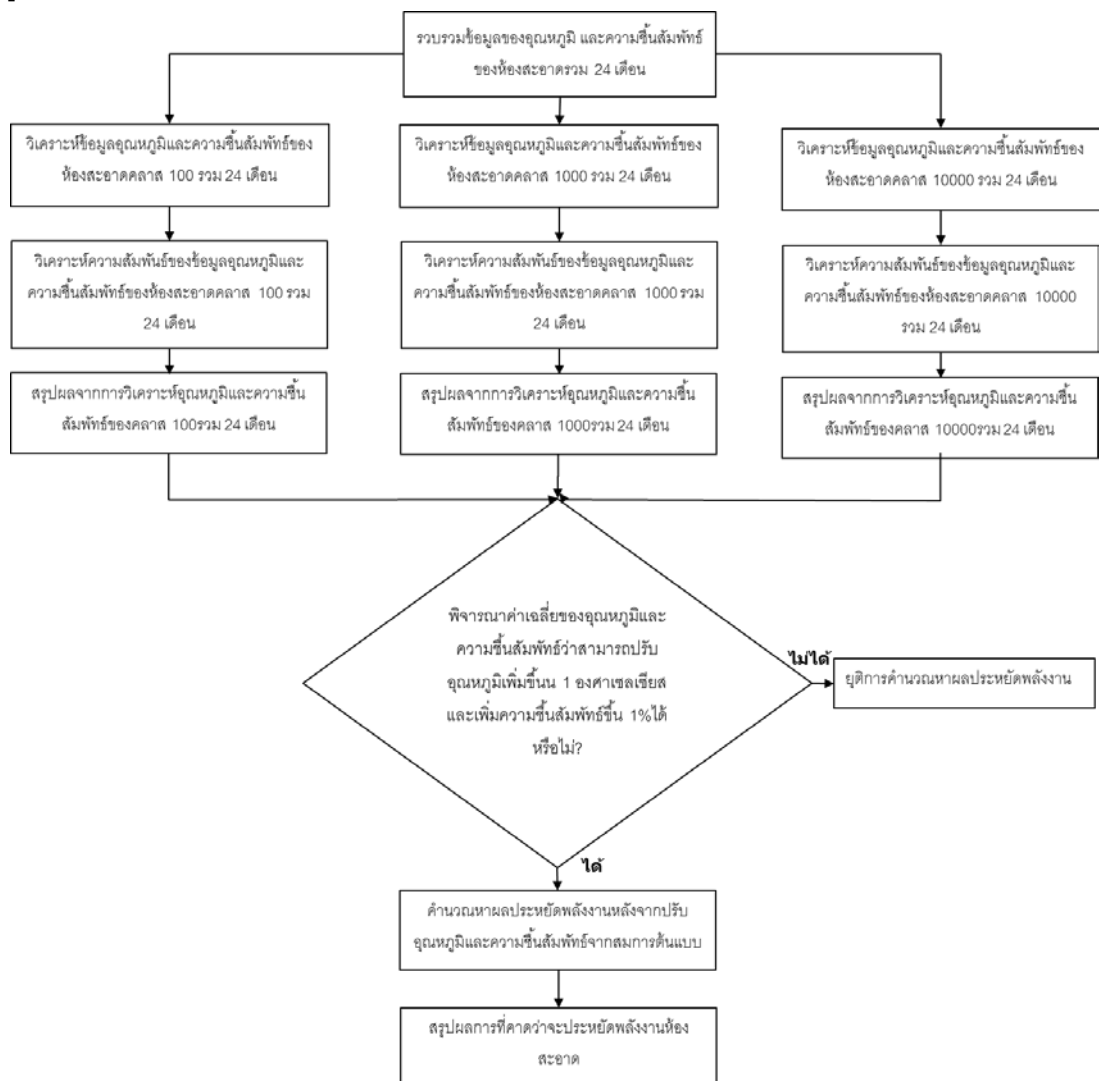 รวบรวมข้อมูลของอุณหภูมิ และความชื้นสัมพัทธ์
ของห้องสะอาดรวม 24 เดือน
วิเคราะห์ข้อมูลอุณหภูมิและความชื้นสัมพัทธ์ของ
ห้องสะอาดคลาส 100 รวม 24 เดือน
วิเคราะห์ข้อมูลอุณหภูมิและความชื้นสัมพัทธ์ของ
ห้องสะอาดคลาส 1000 รวม 24 เดือน
วิเคราะห์ข้อมูลอุณหภูมิและความชื้นสัมพัทธ์ของ
ห้องสะอาดคลาส 10000 รวม 24 เดือน
วิเคราะห์ความสัมพันธ์ของข้อมูลอุณหภูมิและ
ความชื้นสัมพัทธ์ของห้องสะอาดคลาส 100 รวม
24 เดือน
วิเคราะห์ความสัมพันธ์ของข้อมูลอุณหภูมิและ
ความชื้นสัมพัทธ์ของห้องสะอาดคลาส 1000 รวม
24 เดือน
วิเคราะห์ความสัมพันธ์ของข้อมูลอุณหภูมิและ
ความชื้นสัมพัทธ์ของห้องสะอาดคลาส 10000
รวม 24 เดือน
สรุปผลจากการวิเคราะห์อุณหภูมิและความชื้น
สัมพัทธ์ของคลาส 100รวม 24 เดือน
สรุปผลจากการวิเคราะห์อุณหภูมิและความชื้น
สัมพัทธ์ของคลาส 1000รวม 24 เดือน
สรุปผลจากการวิเคราะห์อุณหภูมิและความชื้น
สัมพัทธ์ของคลาส 10000รวม 24 เดือน
พิจารณาค่าเฉลี่ยของอุณหภูมิและ
ความชื้นสัมพัทธ์ว่าสามารถปรับ
อุณหภูมิเพิ่มขึ้นน 1 องศาเซลเซียส
และเพิ่มความชื้นสัมพัทธ์ขึ้น 1%ได้
หรือไม่?
ไม่ได้
ยุติการคำนวณหาผลประหยัดพลังงาน
ได้
คำนวณหาผลประหยัดพลังงานหลังจากปรับ
อุณหภูมิและความชื้นสัมพัทธ์จากสมการต้นแบบ
สรุปผลการที่คาดว่าจะประหยัดพลังงานห้อง
สะอาด